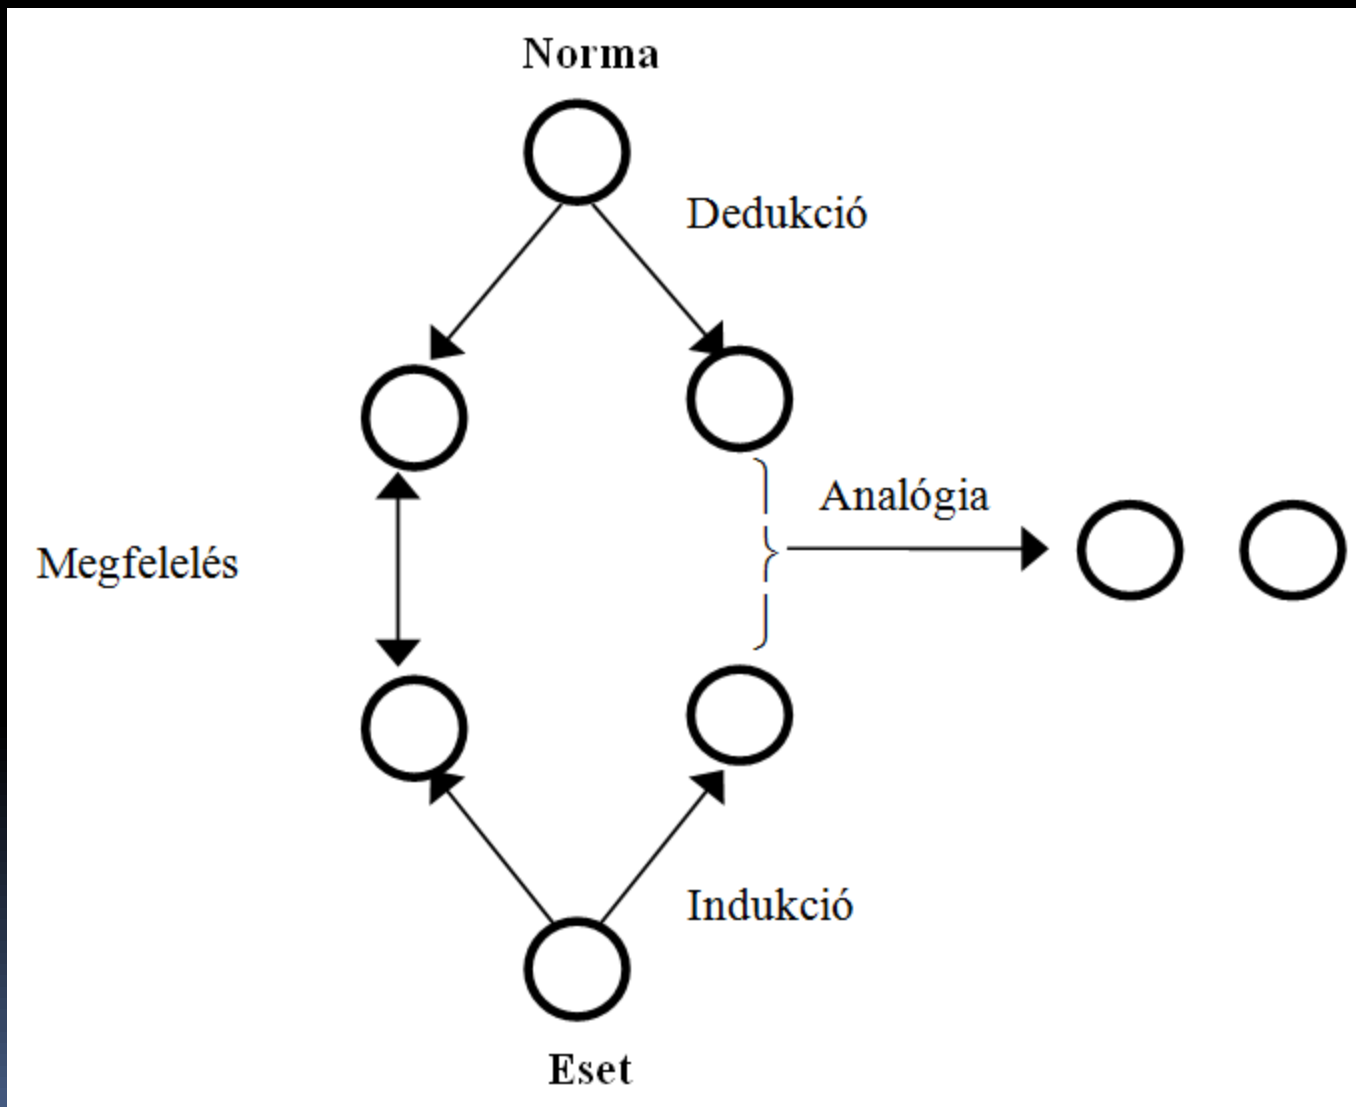 Norma
Dedukció
Analógia
Megfelelés
Indukció
Eset